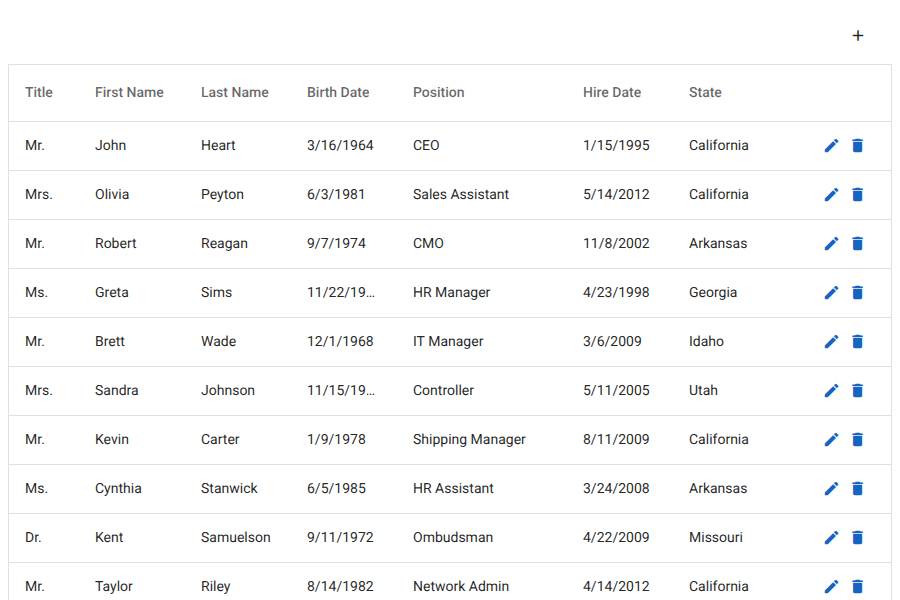 Title First Name Last Name Birth Date Position Hire Date State
Mr. John Heart 3/16/1964 CEO 1/15/1995 California
Mrs. Olivia Peyton 6/3/1981 Sales Assistant 5/14/2012 California
Mr. Robert Reagan 9/7/1974 CMO 11/8/2002 Arkansas
Ms. Greta Sims 11/22/19... HR Manager 4/23/1998 Georgia
Mr. Brett Wade 12/1/1968 IT Manager 3/6/2009 Idaho
Mrs. Sandra Johnson 11/15/19... Controller 5/11/2005 Utah
Mr. Kevin Carter 1/9/1978 Shipping Manager 8/11/2009 California
Ms. Cynthia Stanwick 6/5/1985 HR Assistant 3/24/2008 Arkansas
Dr. Kent Samuelson 9/11/1972 Ombudsman 4/22/2009 Missouri
Mr. Taylor Riley 8/14/1982 Network Admin 4/14/2012 California